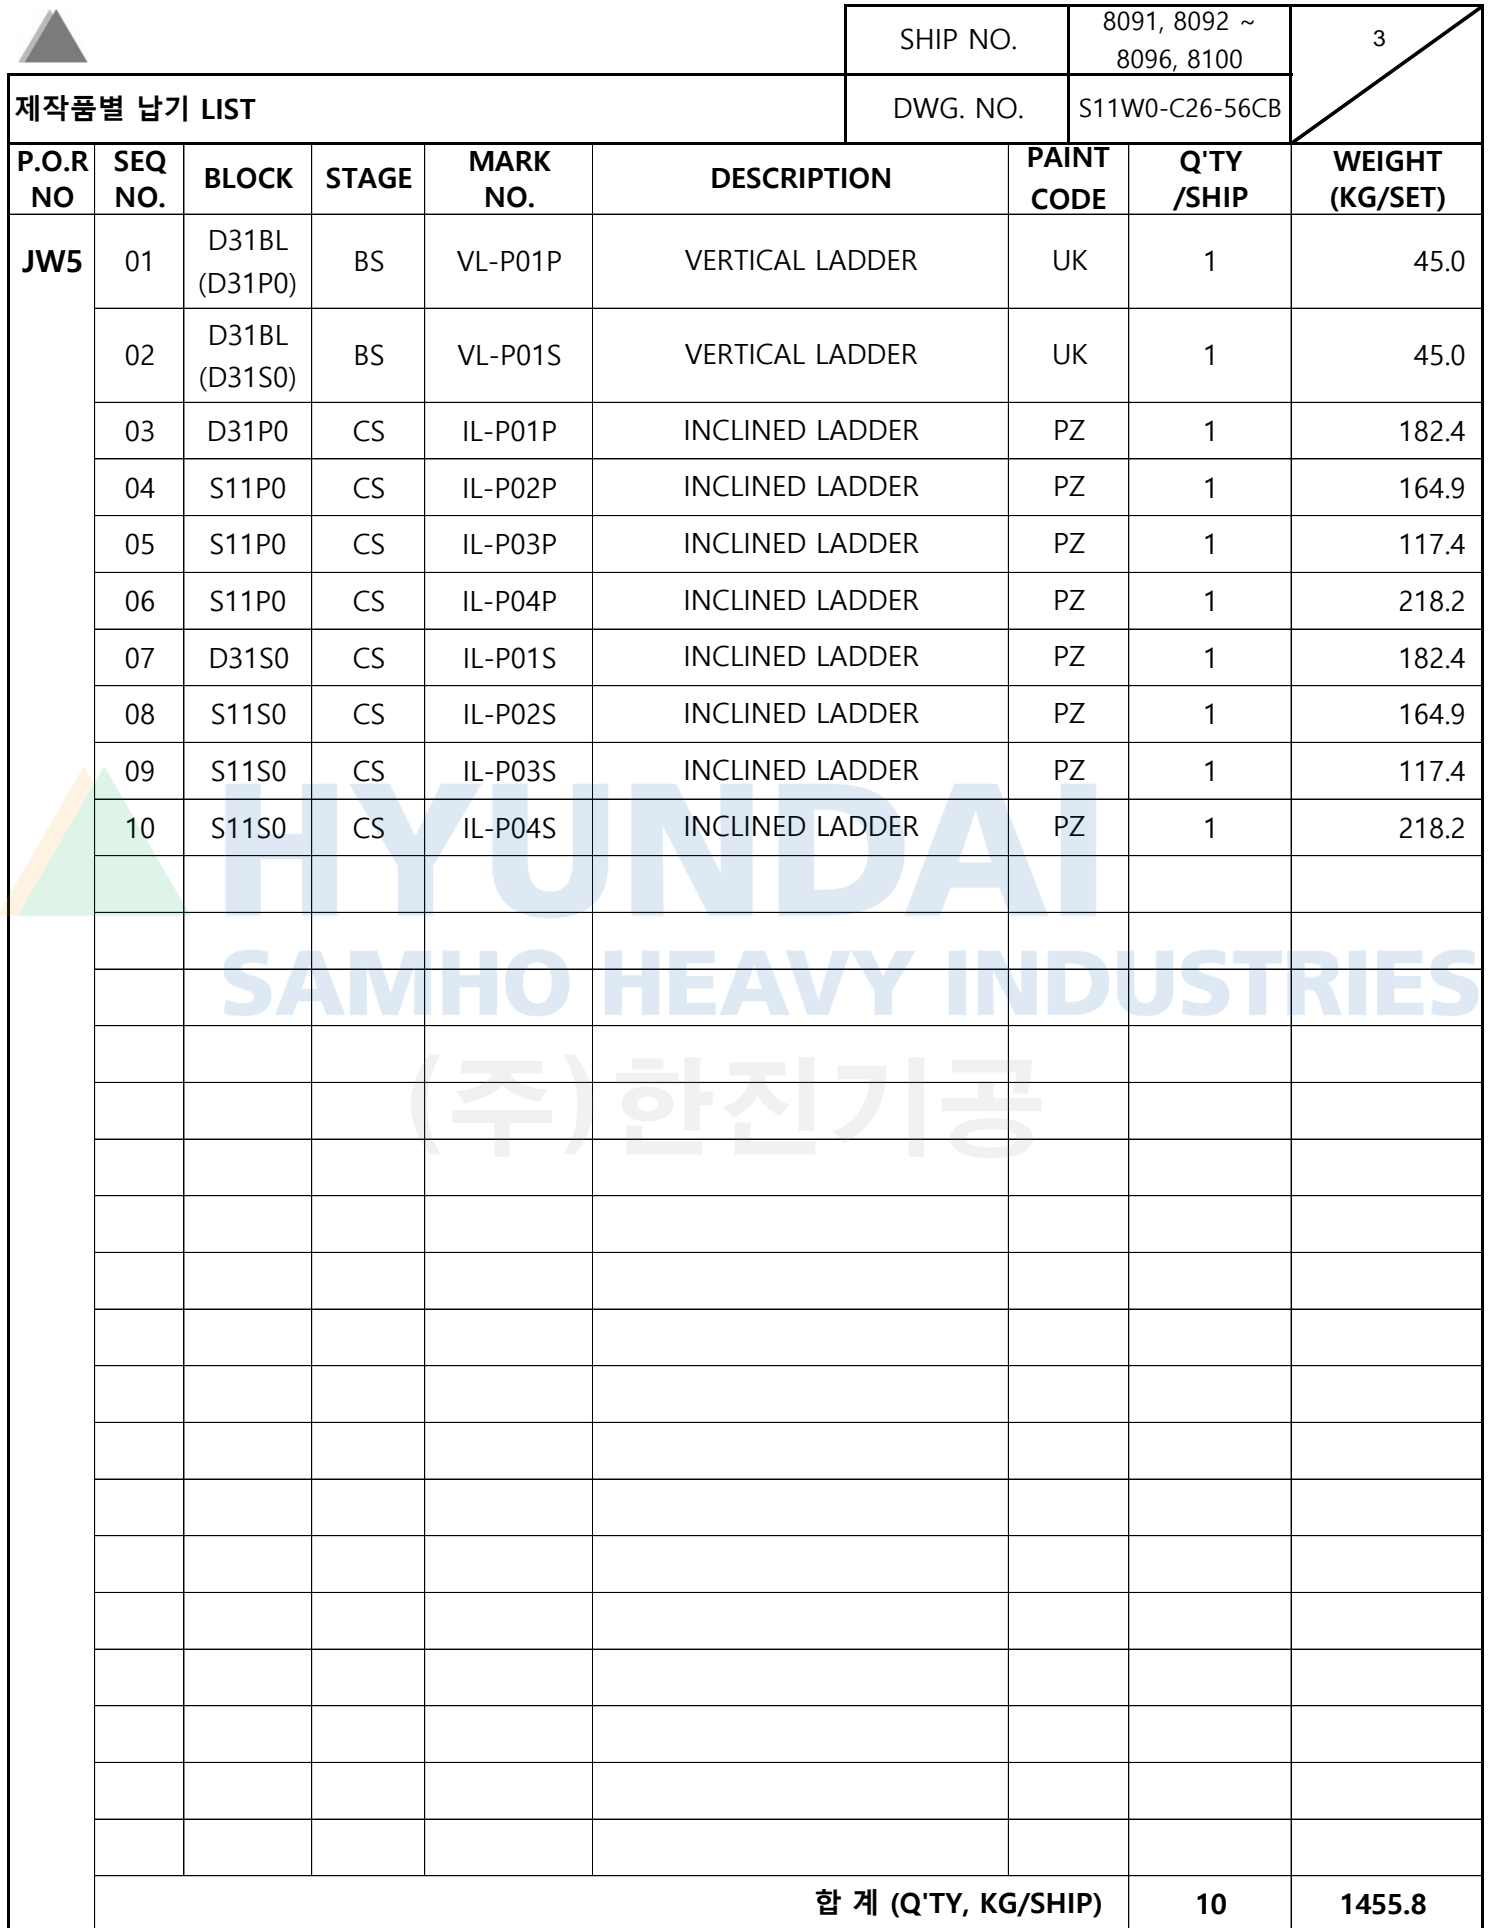 SHIP NO. 8091, 8092 ~ 3
8096, 8100
제작품별 납기 LIST DWG. NO. S11W0-C26-56CB
P.O.R NO SEQ NO. BLOCK STAGE MARK NO. DESCRIPTION PAINT CODE Q'TY /SHIP WEIGHT (KG/SET)
JW5 01 D31BL (D31P0) BS VL-P01P VERTICAL LADDER UK 1 45.0
02 D31BL (D31S0) BS VL-P01S VERTICAL LADDER UK 1 45.0
03 D31P0 CS IL-P01P INCLINED LADDER PZ 1 182.4
04 S11P0 CS IL-P02P INCLINED LADDER PZ 1 164.9
05 S11P0 CS IL-P03P INCLINED LADDER PZ 1 117.4
06 S11P0 CS IL-P04P INCLINED LADDER PZ 1 218.2
07 D31S0 CS IL-P01S INCLINED LADDER PZ 1 182.4
08 S11S0 CS IL-P02S INCLINED LADDER PZ 1 164.9
09 S11S0 CS IL-P03S INCLINED LADDER PZ 1 117.4
10 S11S0 CS IL-P04S INCLINED LADDER PZ 1 218.2
HYUNDAI
SAMHO HEAVY INDUSTRIES
(주)한진기공
합 계 (Q'TY, KG/SHIP) 10 1455.8